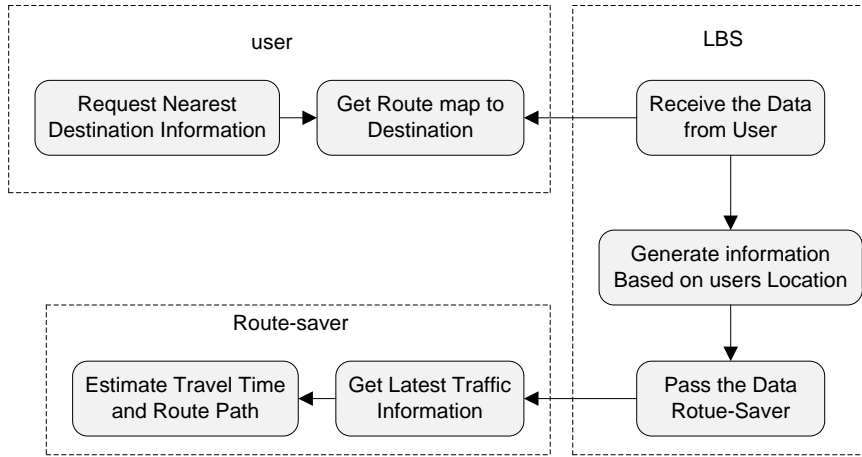 user
LBS
Request Nearest
Destination Information
Get Route map to
Destination
Receive the Data
from User
Generate information
Based on users Location
Route-saver
Estimate Travel Time
and Route Path
Get Latest Traffic
Information
Pass the Data
Rotue-Saver